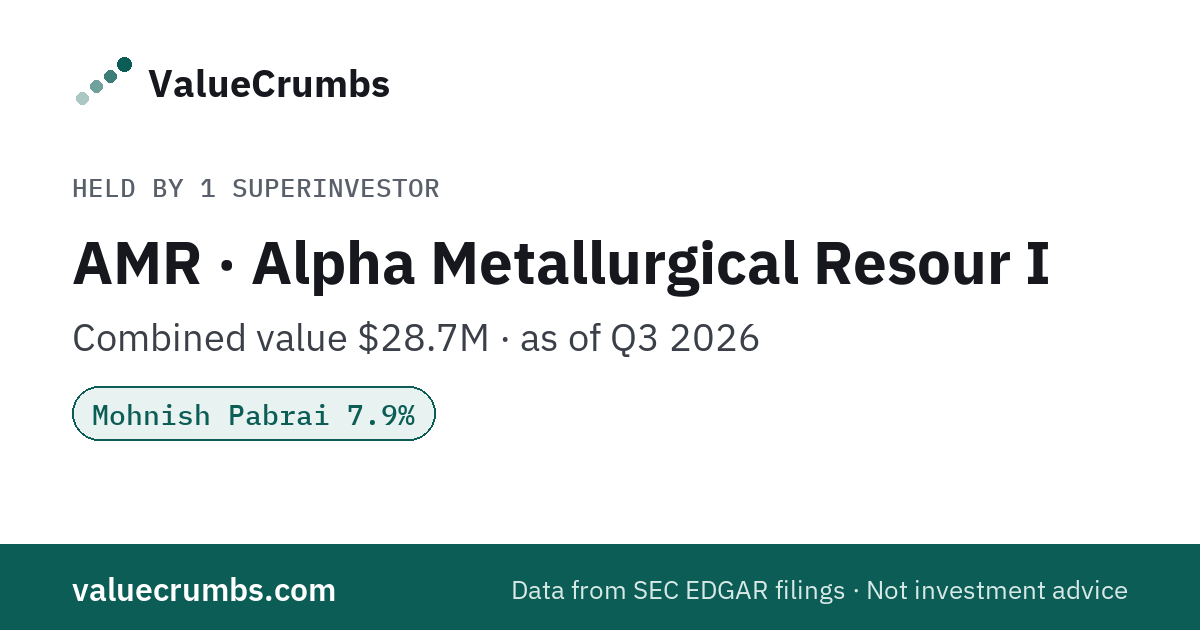 ValueCrumbs
HELD BY 1 SUPERINVESTOR
AMR · Alpha Metallurgical Resour I
Combined value $28.7M · as of Q3 2026
Mohnish Pabrai 7.9%
valuecrumbs.com
Data from SEC EDGAR filings · Not investment advice